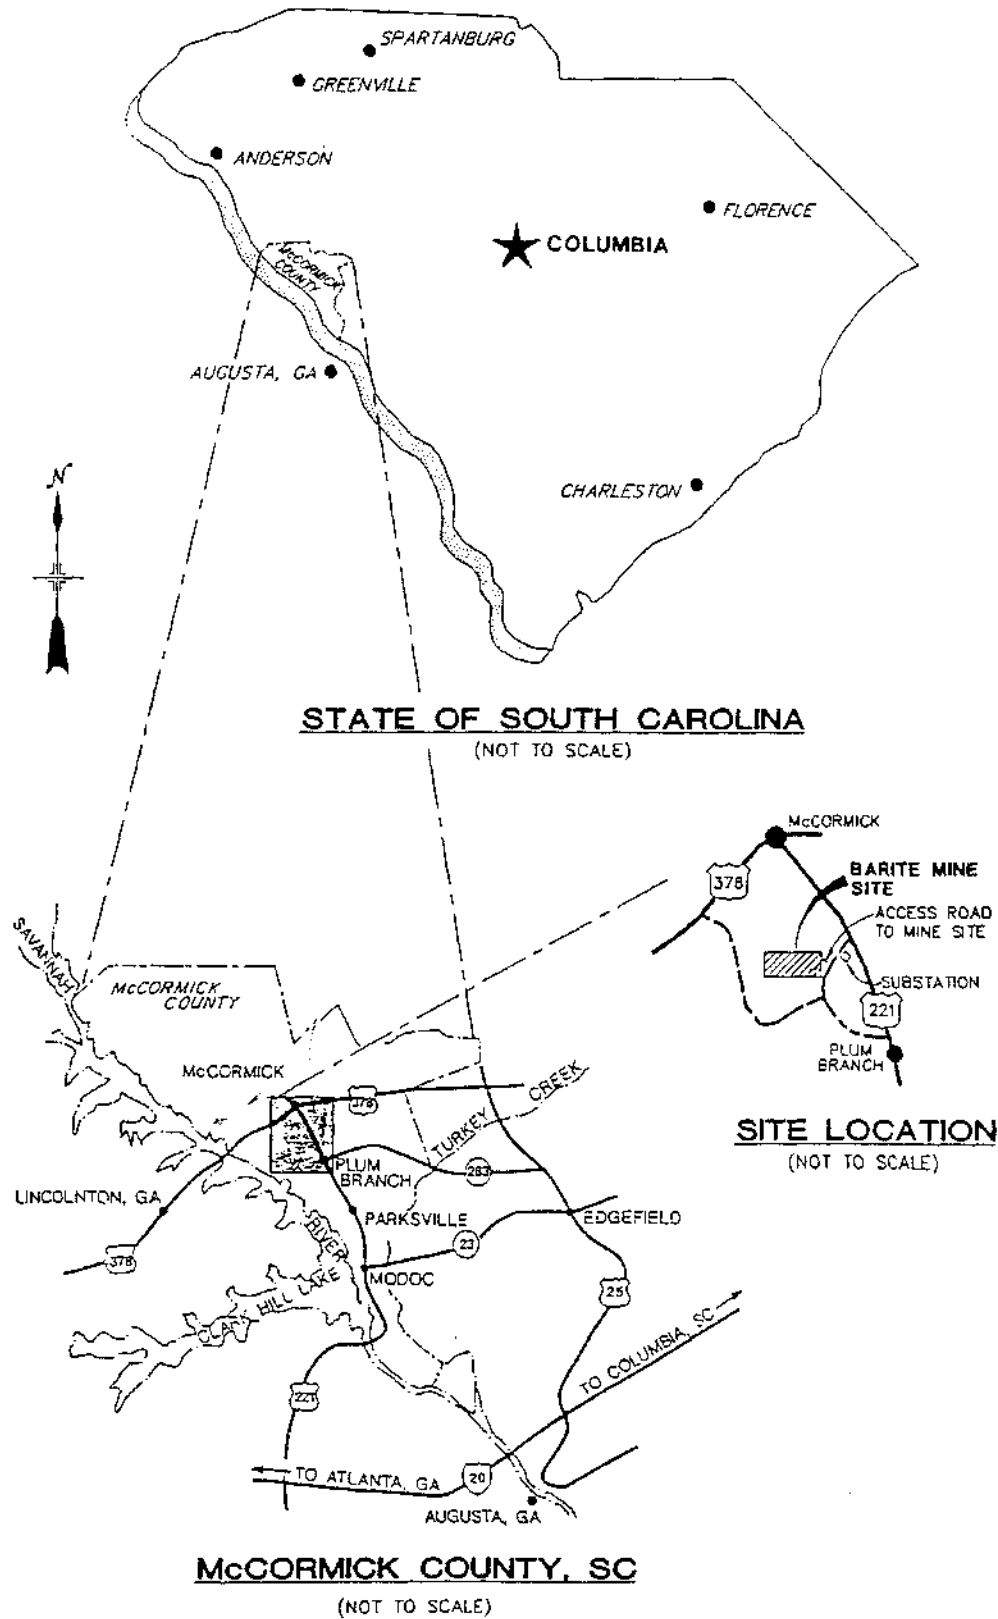 SPARTANBURG
GREENVILLE
ANDERSON
FLORENCE
COLUMBIA
McCORMICK
COUNTY
AUGUSTA, GA
N
CHARLESTON
STATE OF SOUTH CAROLINA
(NOT TO SCALE)
McCORMICK
378
BARITE MINE
SITE
ACCESS ROAD
TO MINE SITE
SUBSTATION
221
PLUM
BRANCH
SITE LOCATION
(NOT TO SCALE)
SAVANNAH
McCORMICK
COUNTY
McCORMICK
378
TURKEY CREEK
PLUM
BRANCH
283
LINCOLNTON, GA
PARKSVILLE
EDGEFIELD
RIVER
23
378
MODOC
CLARK HILL LAKE
25
221
TO COLUMBIA, SC
TO ATLANTA, GA
20
AUGUSTA, GA
McCORMICK COUNTY, SC
(NOT TO SCALE)